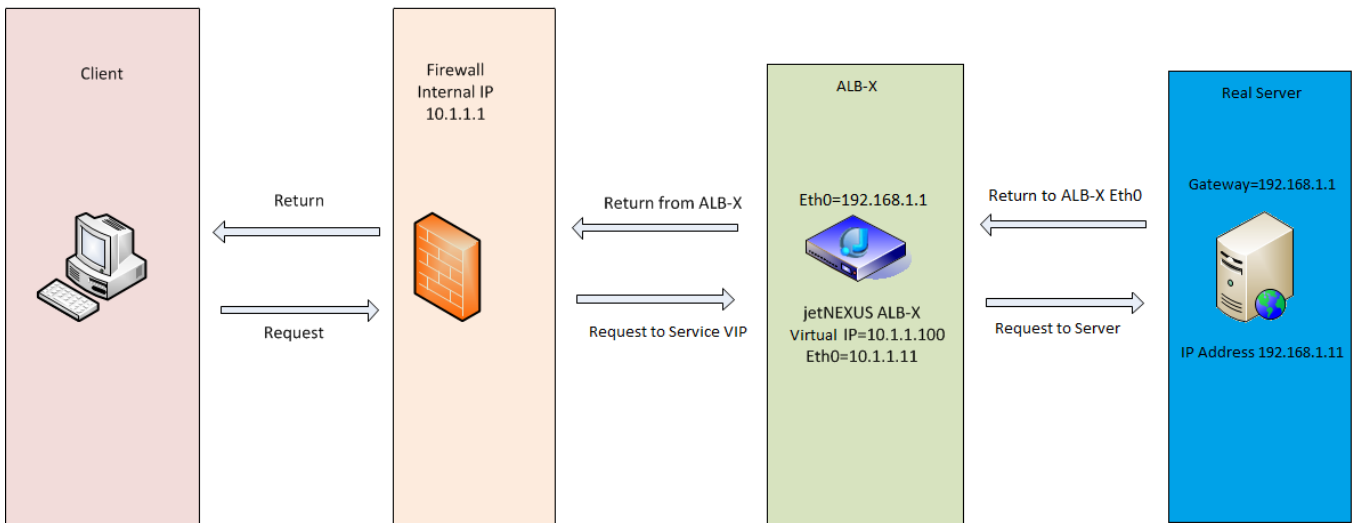 Client
Firewall
Internal IP
10.1.1.1
ALB-X
Real Server
Return
Request
Return from ALB-X
Request to Service VIP
Eth0=192.168.1.1
jetNEXUS ALB-X
Virtual IP=10.1.1.100
Eth0=10.1.1.11
Return to ALB-X Eth0
Request to Server
Gateway=192.168.1.1
IP Address 192.168.1.11